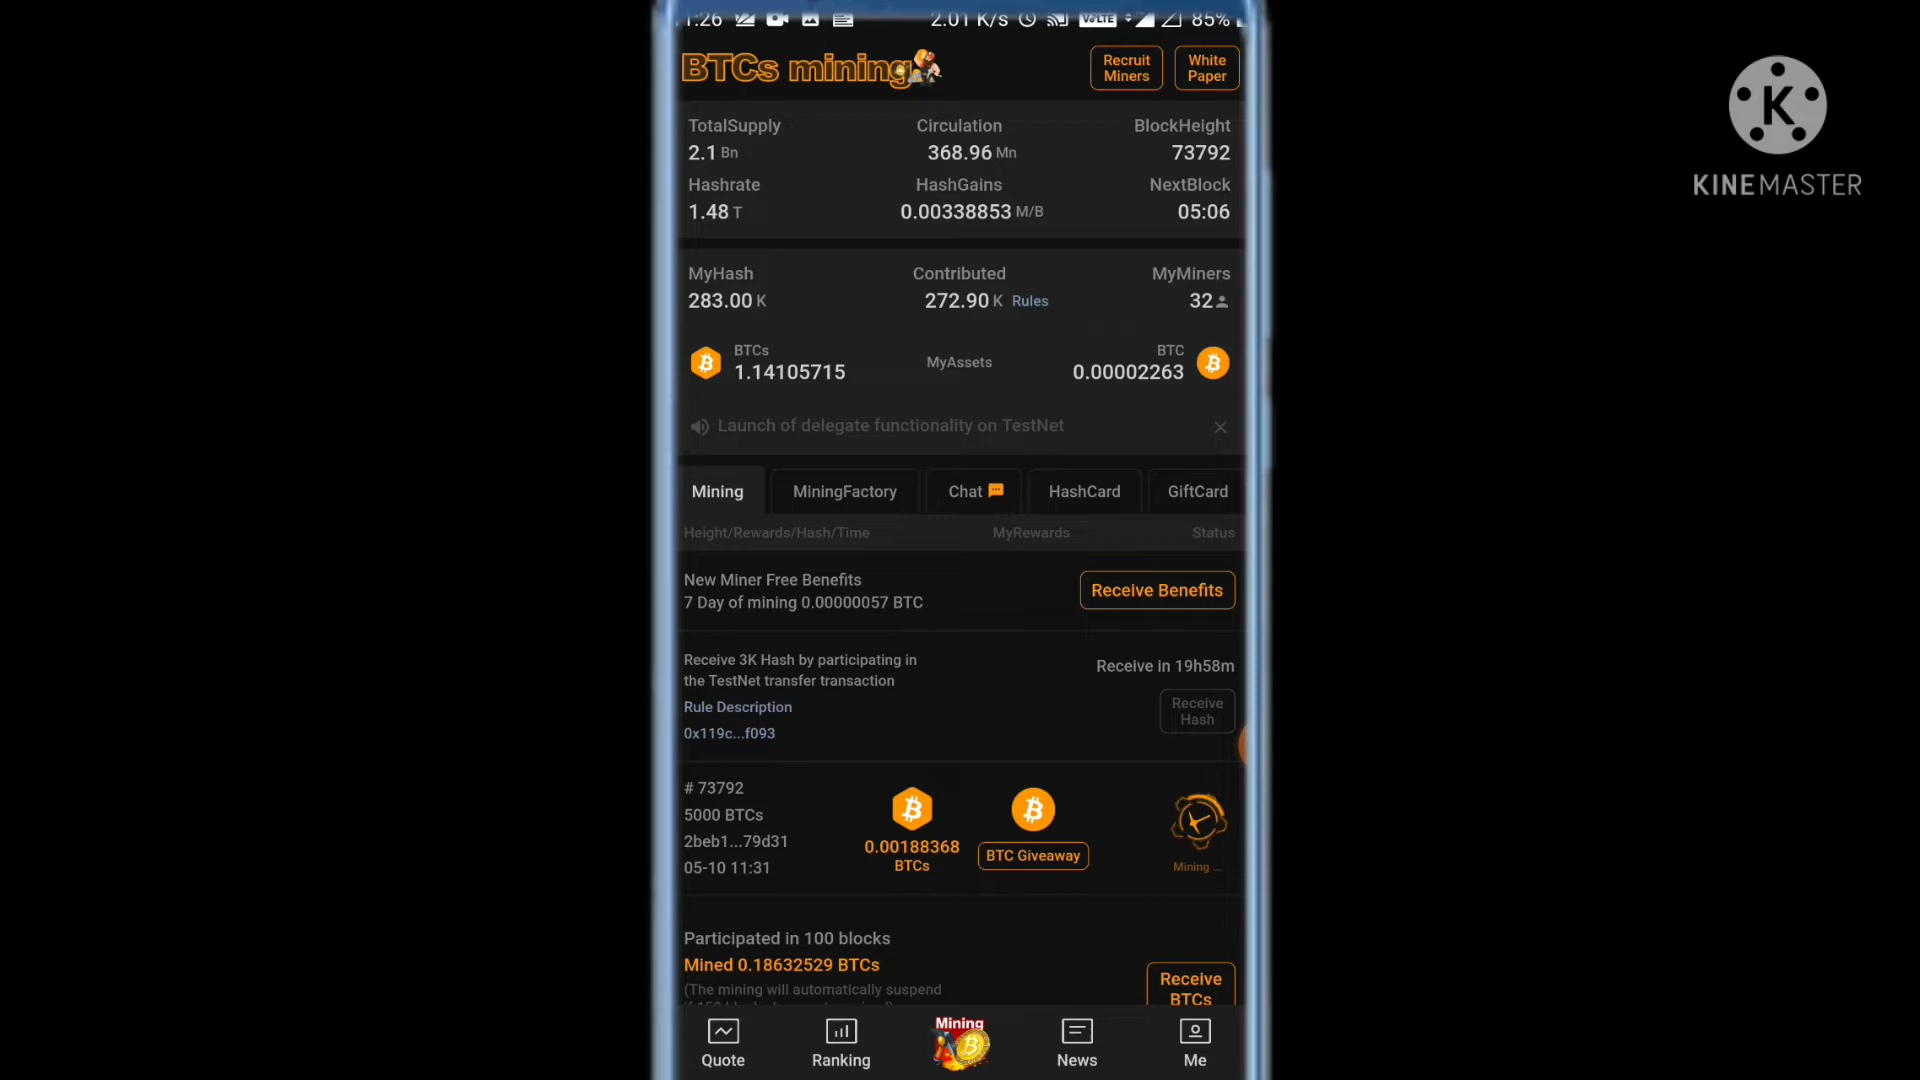 1:26 2.01 K/s VoLTE 85%
BTCs mining
Recruit Miners
White Paper
TotalSupply Circulation BlockHeight
2.1 Bn 368.96 Mn 73792
Hashrate HashGains NextBlock
1.48 T 0.00338853 M/B 05:06
MyHash Contributed MyMiners
283.00 K 272.90 K Rules 32
BTCs MyAssets BTC
1.14105715 0.00002263
Launch of delegate functionality on TestNet
Mining MiningFactory Chat HashCard GiftCard
Height/Rewards/Hash/Time MyRewards Status
New Miner Free Benefits
7 Day of mining 0.00000057 BTC
Receive Benefits
Receive 3K Hash by participating in
the TestNet transfer transaction
Rule Description
0x119c...f093
Receive in 19h58m
Receive
Hash
# 73792
5000 BTCs
2beb1...79d31
05-10 11:31
0.00188368
BTCs
BTC Giveaway
Mining ...
Participated in 100 blocks
Mined 0.18632529 BTCs
(The mining will automatically suspend
Receive
BTCs
Quote Ranking Mining News Me
K
KINEMASTER